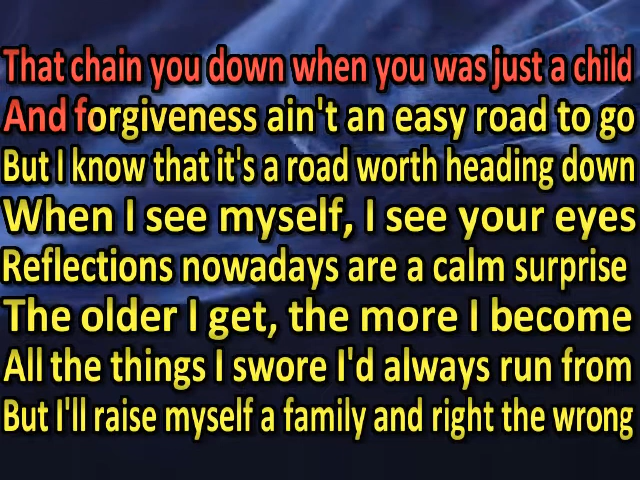 That chain you down when you was just a child
And forgiveness ain't an easy road to go
But I know that it's a road worth heading down
When I see myself, I see your eyes
Reflections nowadays are a calm surprise
The older I get, the more I become
All the things I swore I'd always run from
But I'll raise myself a family and right the wrong